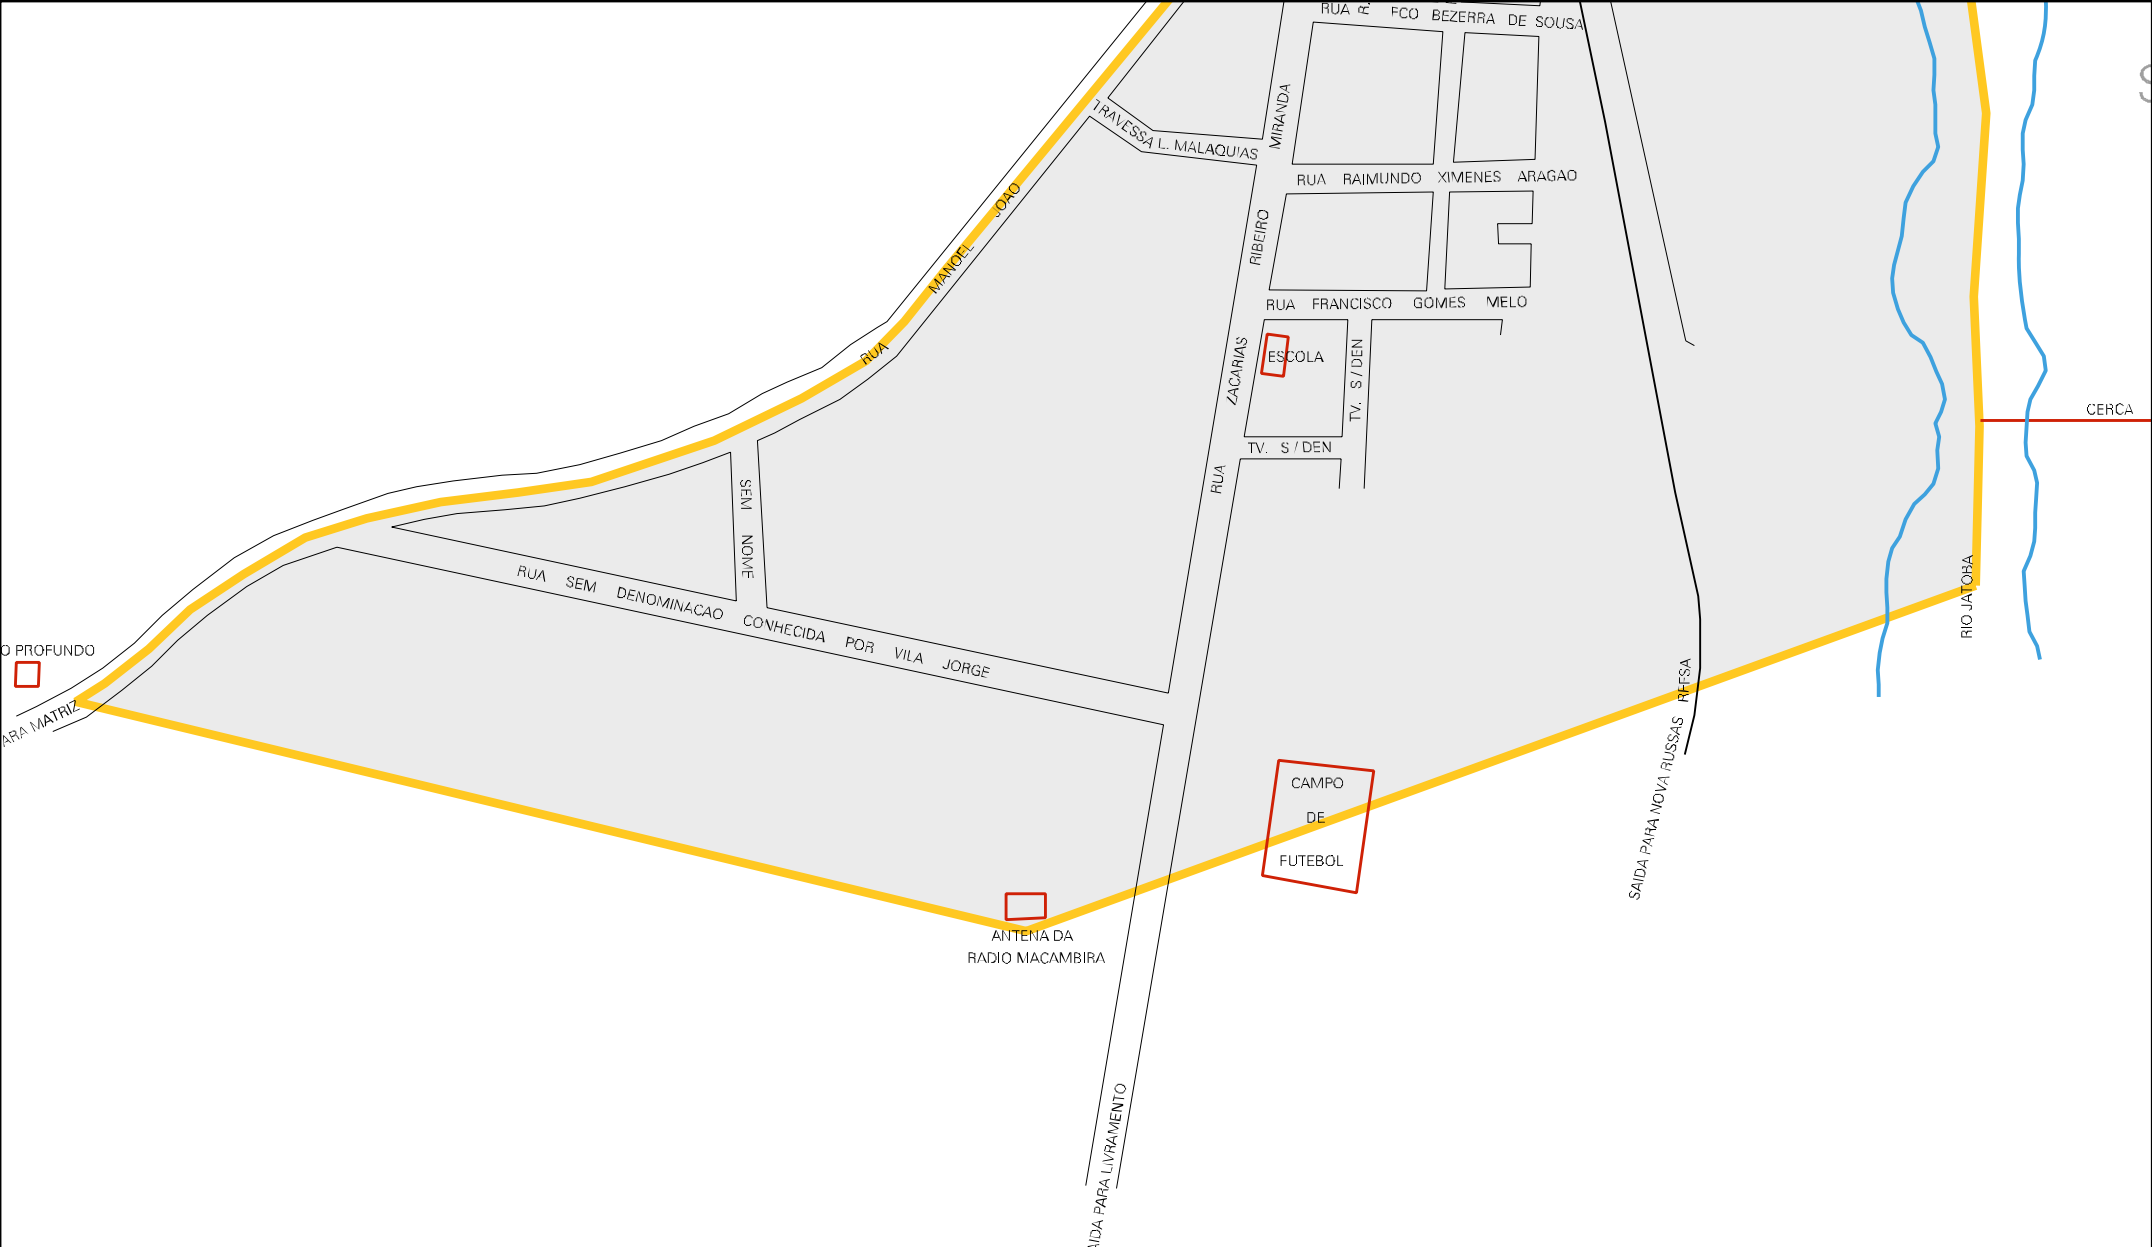 RUA FCO BEZERRA DE SOUSA
R.
S
TRAVESSA L. MALAQUIAS
RUA RAIMUNDO XIMENES ARAGAO
RUA MANOEL JOAO
RUA ZACARIAS RIBEIRO MIRANDA
RUA FRANCISCO GOMES MELO
ESCOLA
TV. S / DEN
TV. S / DEN
CERCA
SEM NOME
RUA SEM DENOMINACAO CONHECIDA POR VILA JORGE
RIO JATOBA
O PROFUNDO
ARA MATRIZ
SAIDA PARA NOVA RUSSAS RFFSA
CAMPO
DE
FUTEBOL
ANTENA DA
RADIO MACAMBIRA
AIDA PARA LIVRAMENTO